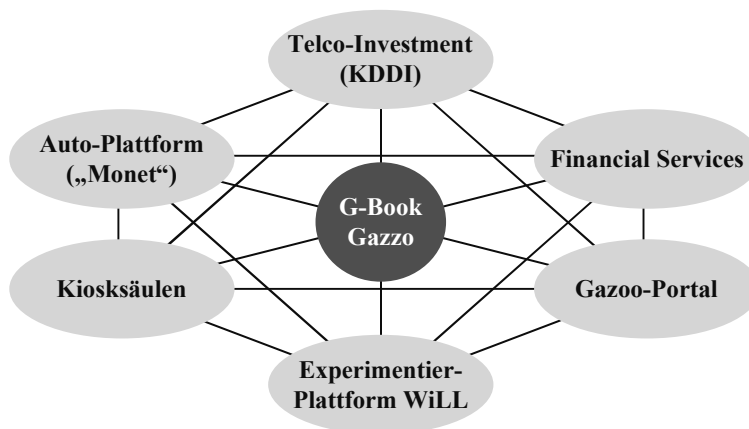 Telco-Investment
(KDDI)
Auto-Plattform
(„Monet“)
Financial Services
G-Book
Gazzo
Kiosksäulen
Gazoo-Portal
Experimentier-
Plattform WiLL